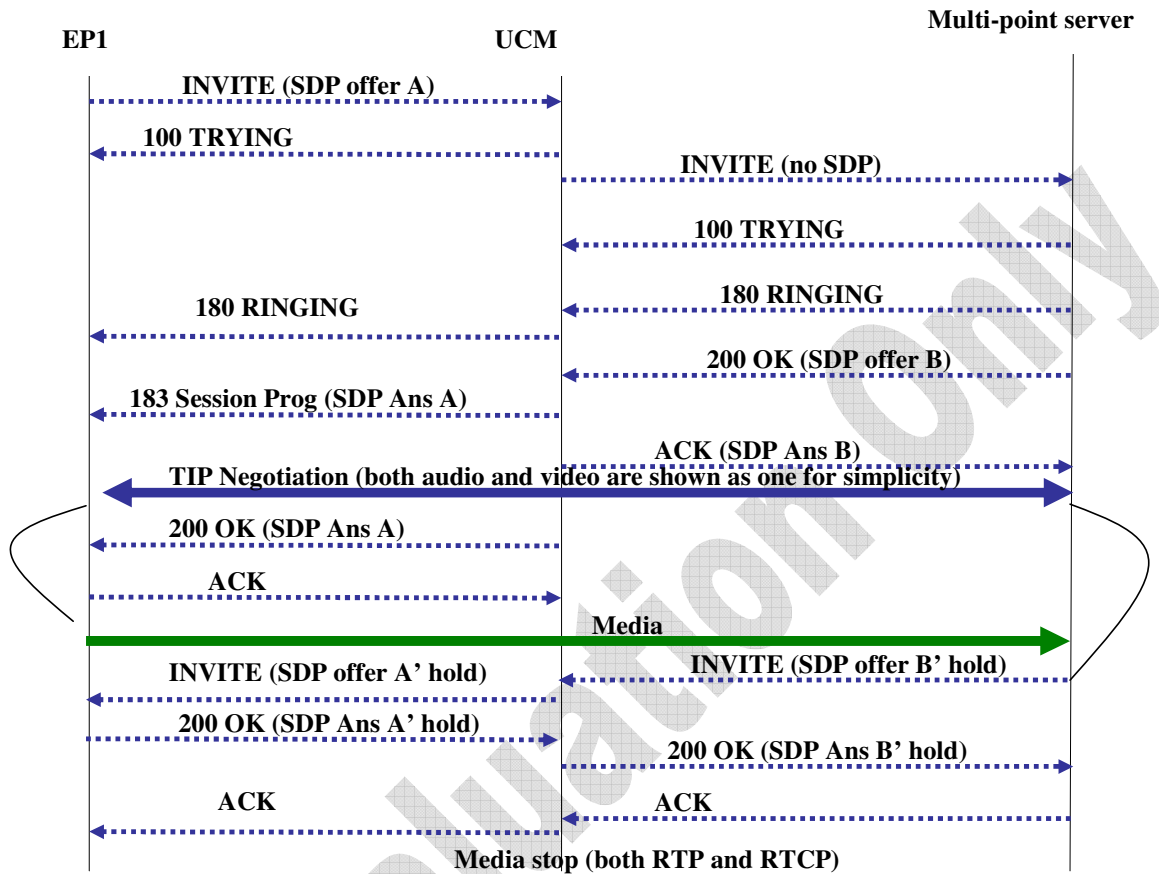 EP1
UCM
Multi-point server
INVITE (SDP offer A)
100 TRYING
INVITE (no SDP)
100 TRYING
180 RINGING
180 RINGING
200 OK (SDP offer B)
183 Session Prog (SDP Ans A)
ACK (SDP Ans B)
TIP Negotiation (both audio and video are shown as one for simplicity)
200 OK (SDP Ans A)
ACK
Media
INVITE (SDP offer B’ hold)
INVITE (SDP offer A’ hold)
200 OK (SDP Ans A’ hold)
200 OK (SDP Ans B’ hold)
ACK
ACK
Media stop (both RTP and RTCP)
aluation Only